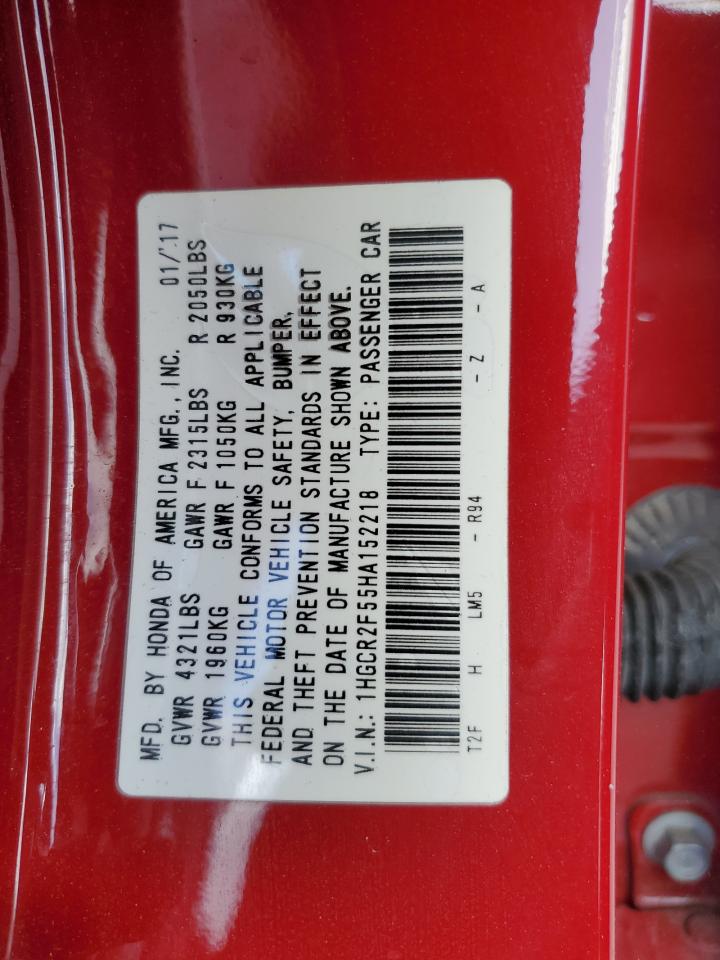 MFD. BY HONDA OF AMERICA MFG., INC. 01/'17
GVWR 4321LBS GAWR F 2315LBS R 2050LBS
GVWR 1960KG GAWR F 1050KG R 930KG
THIS VEHICLE CONFORMS TO ALL APPLICABLE
FEDERAL MOTOR VEHICLE SAFETY, BUMPER,
AND THEFT PREVENTION STANDARDS IN EFFECT
ON THE DATE OF MANUFACTURE SHOWN ABOVE.
V.I.N.: 1HGCR2F55HA152218 TYPE: PASSENGER CAR
T2F H LM5 - R94 - Z - A